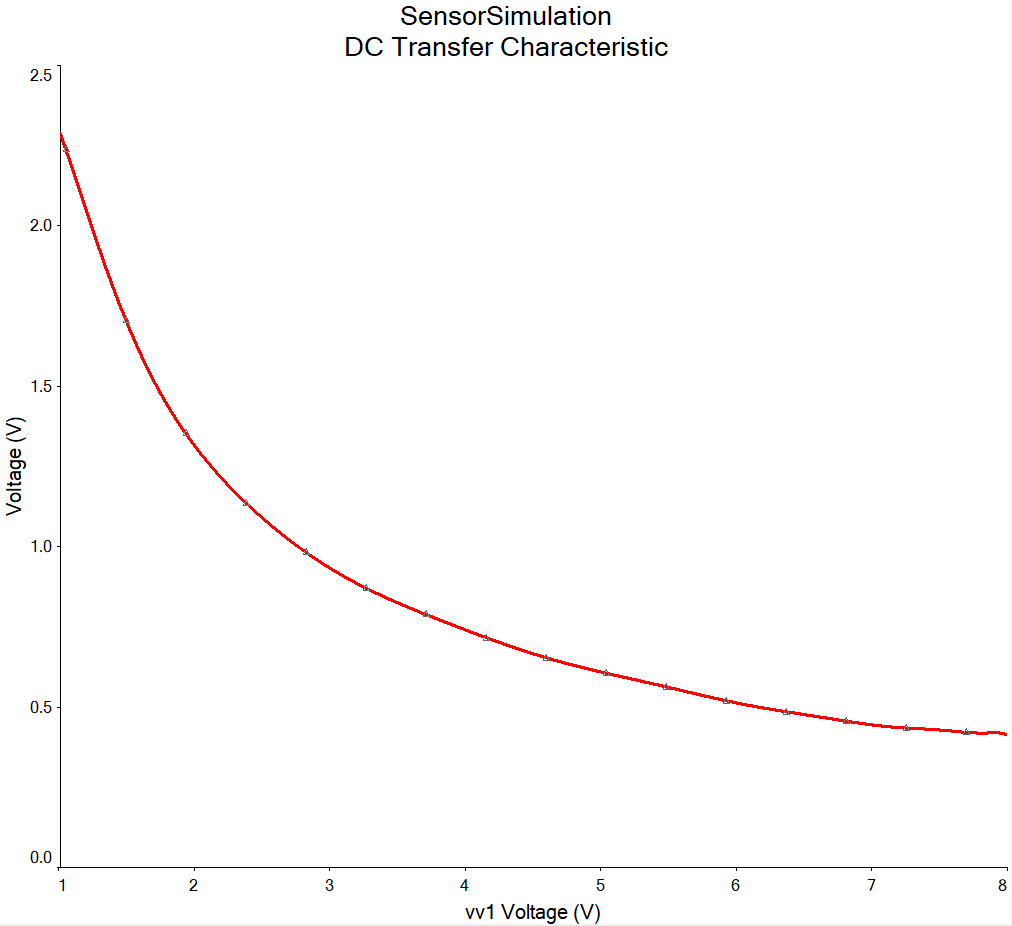 SensorSimulation
DC Transfer Characteristic
2.5
2.0
1.5
1.0
0.5
0.0
Voltage (V)
1 2 3 4 5 6 7 8
vv1 Voltage (V)